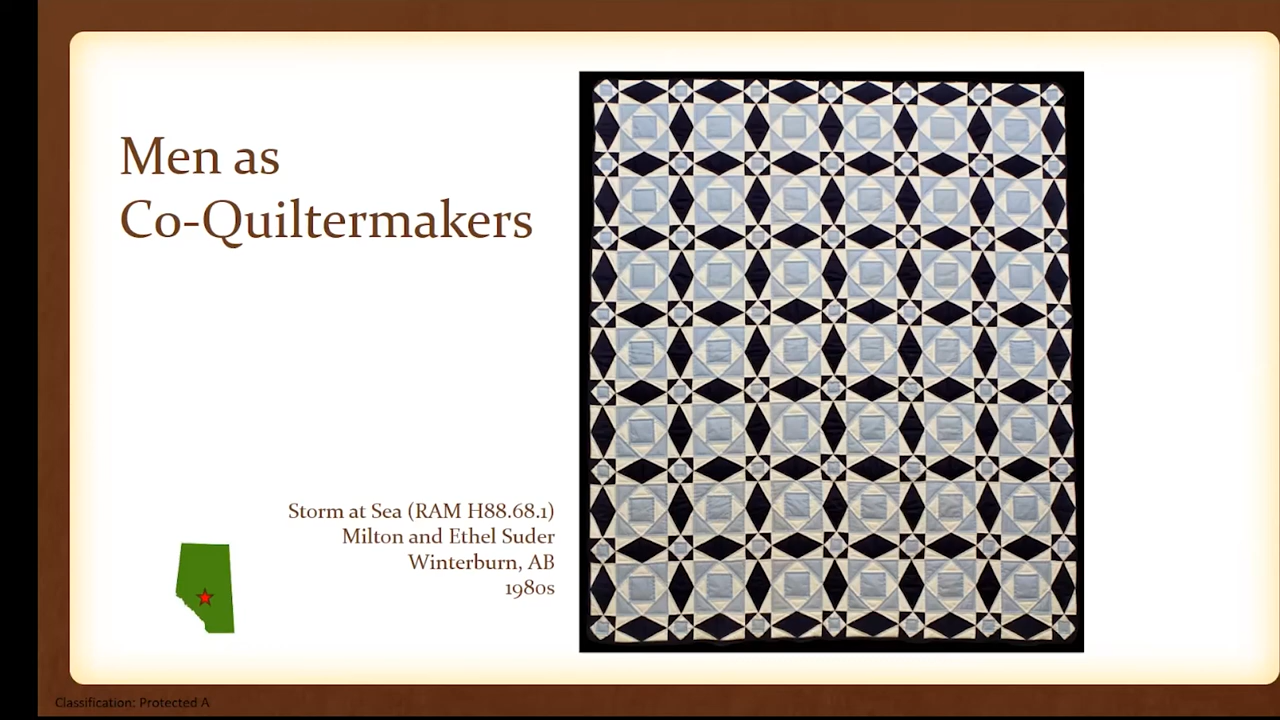 Men as
Co-Quiltermakers
Storm at Sea (RAM H88.68.1)
Milton and Ethel Suder
Winterburn, AB
1980s
Classification: Protected A